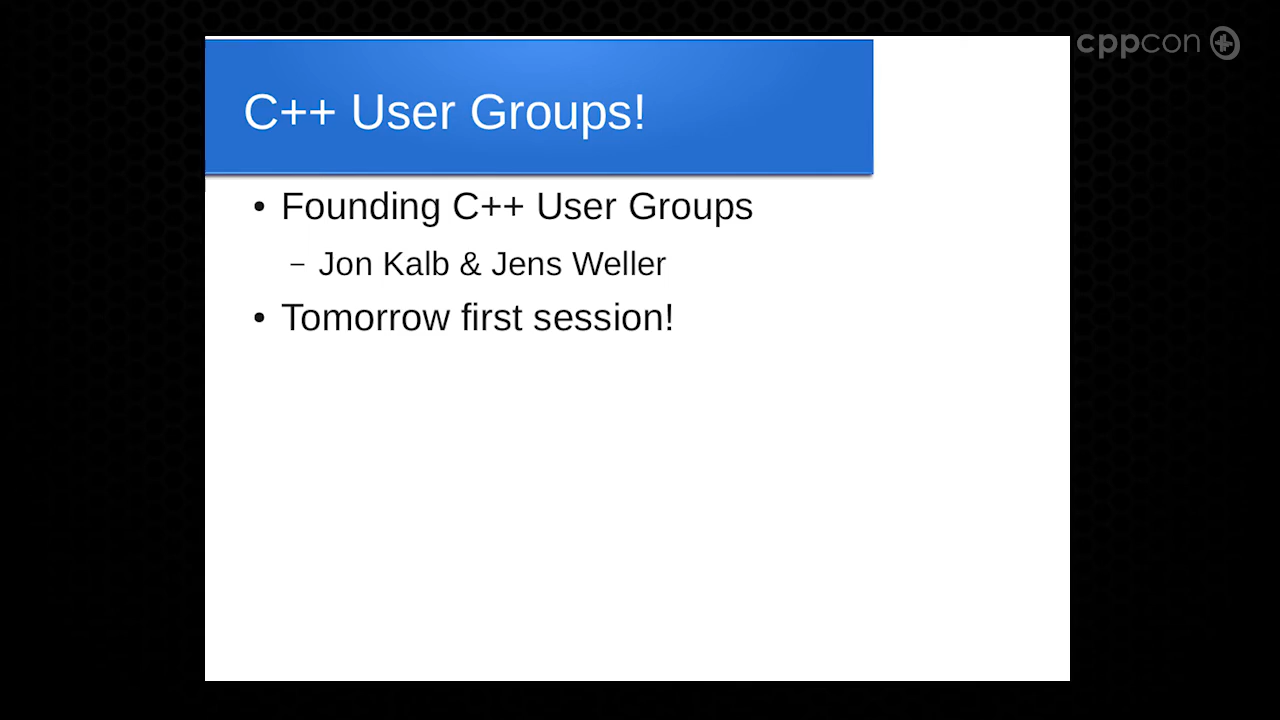 cppcon
C++ User Groups!
• Founding C++ User Groups
– Jon Kalb & Jens Weller
• Tomorrow first session!